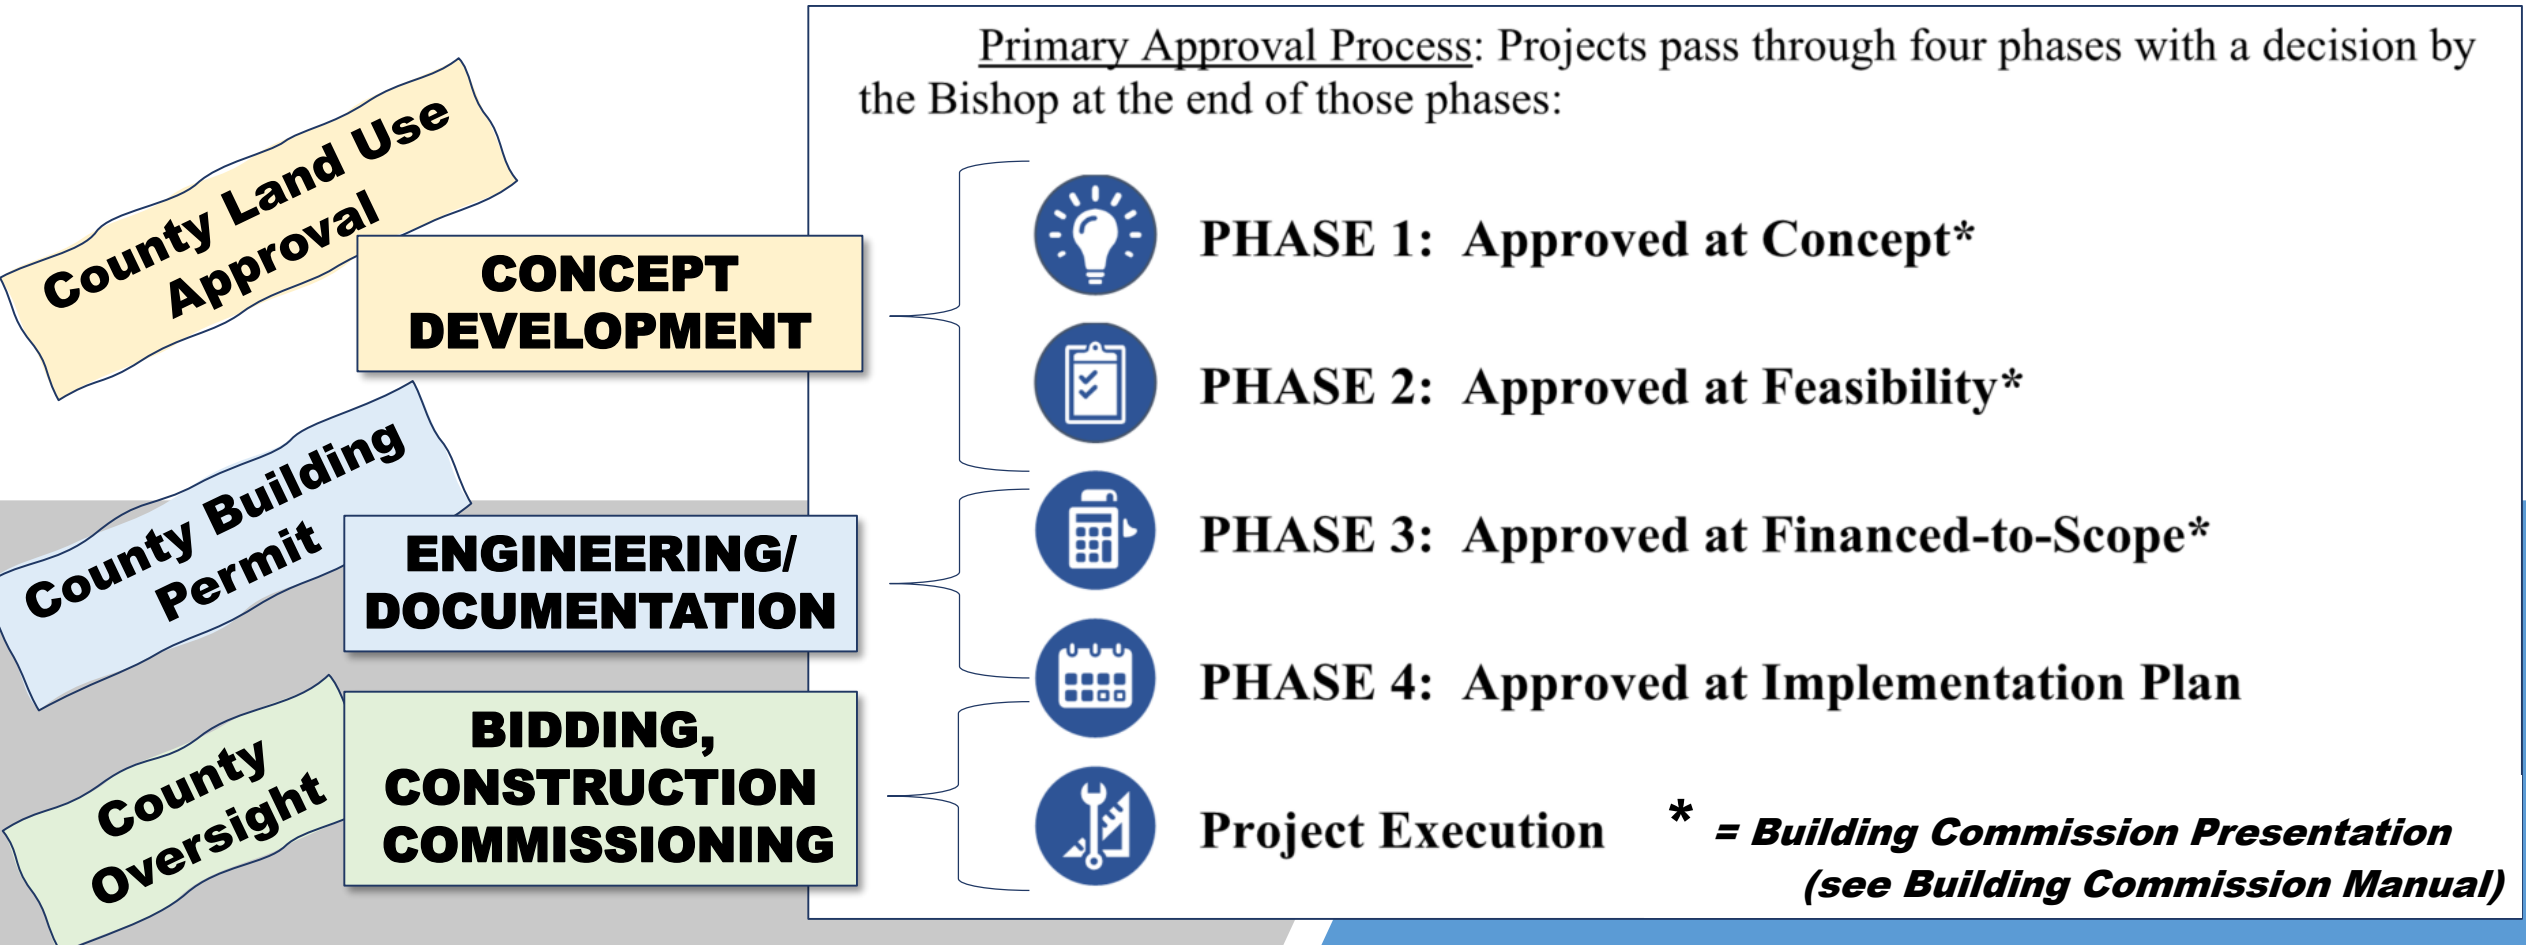 Primary Approval Process: Projects pass through four phases with a decision by
the Bishop at the end of those phases:
County Land Use
Approval
CONCEPT
DEVELOPMENT
PHASE 1: Approved at Concept*
PHASE 2: Approved at Feasibility*
County Building
Permit
ENGINEERING/
DOCUMENTATION
PHASE 3: Approved at Financed-to-Scope*
PHASE 4: Approved at Implementation Plan
County
Oversight
BIDDING,
CONSTRUCTION
COMMISSIONING
Project Execution
* = Building Commission Presentation
(see Building Commission Manual)